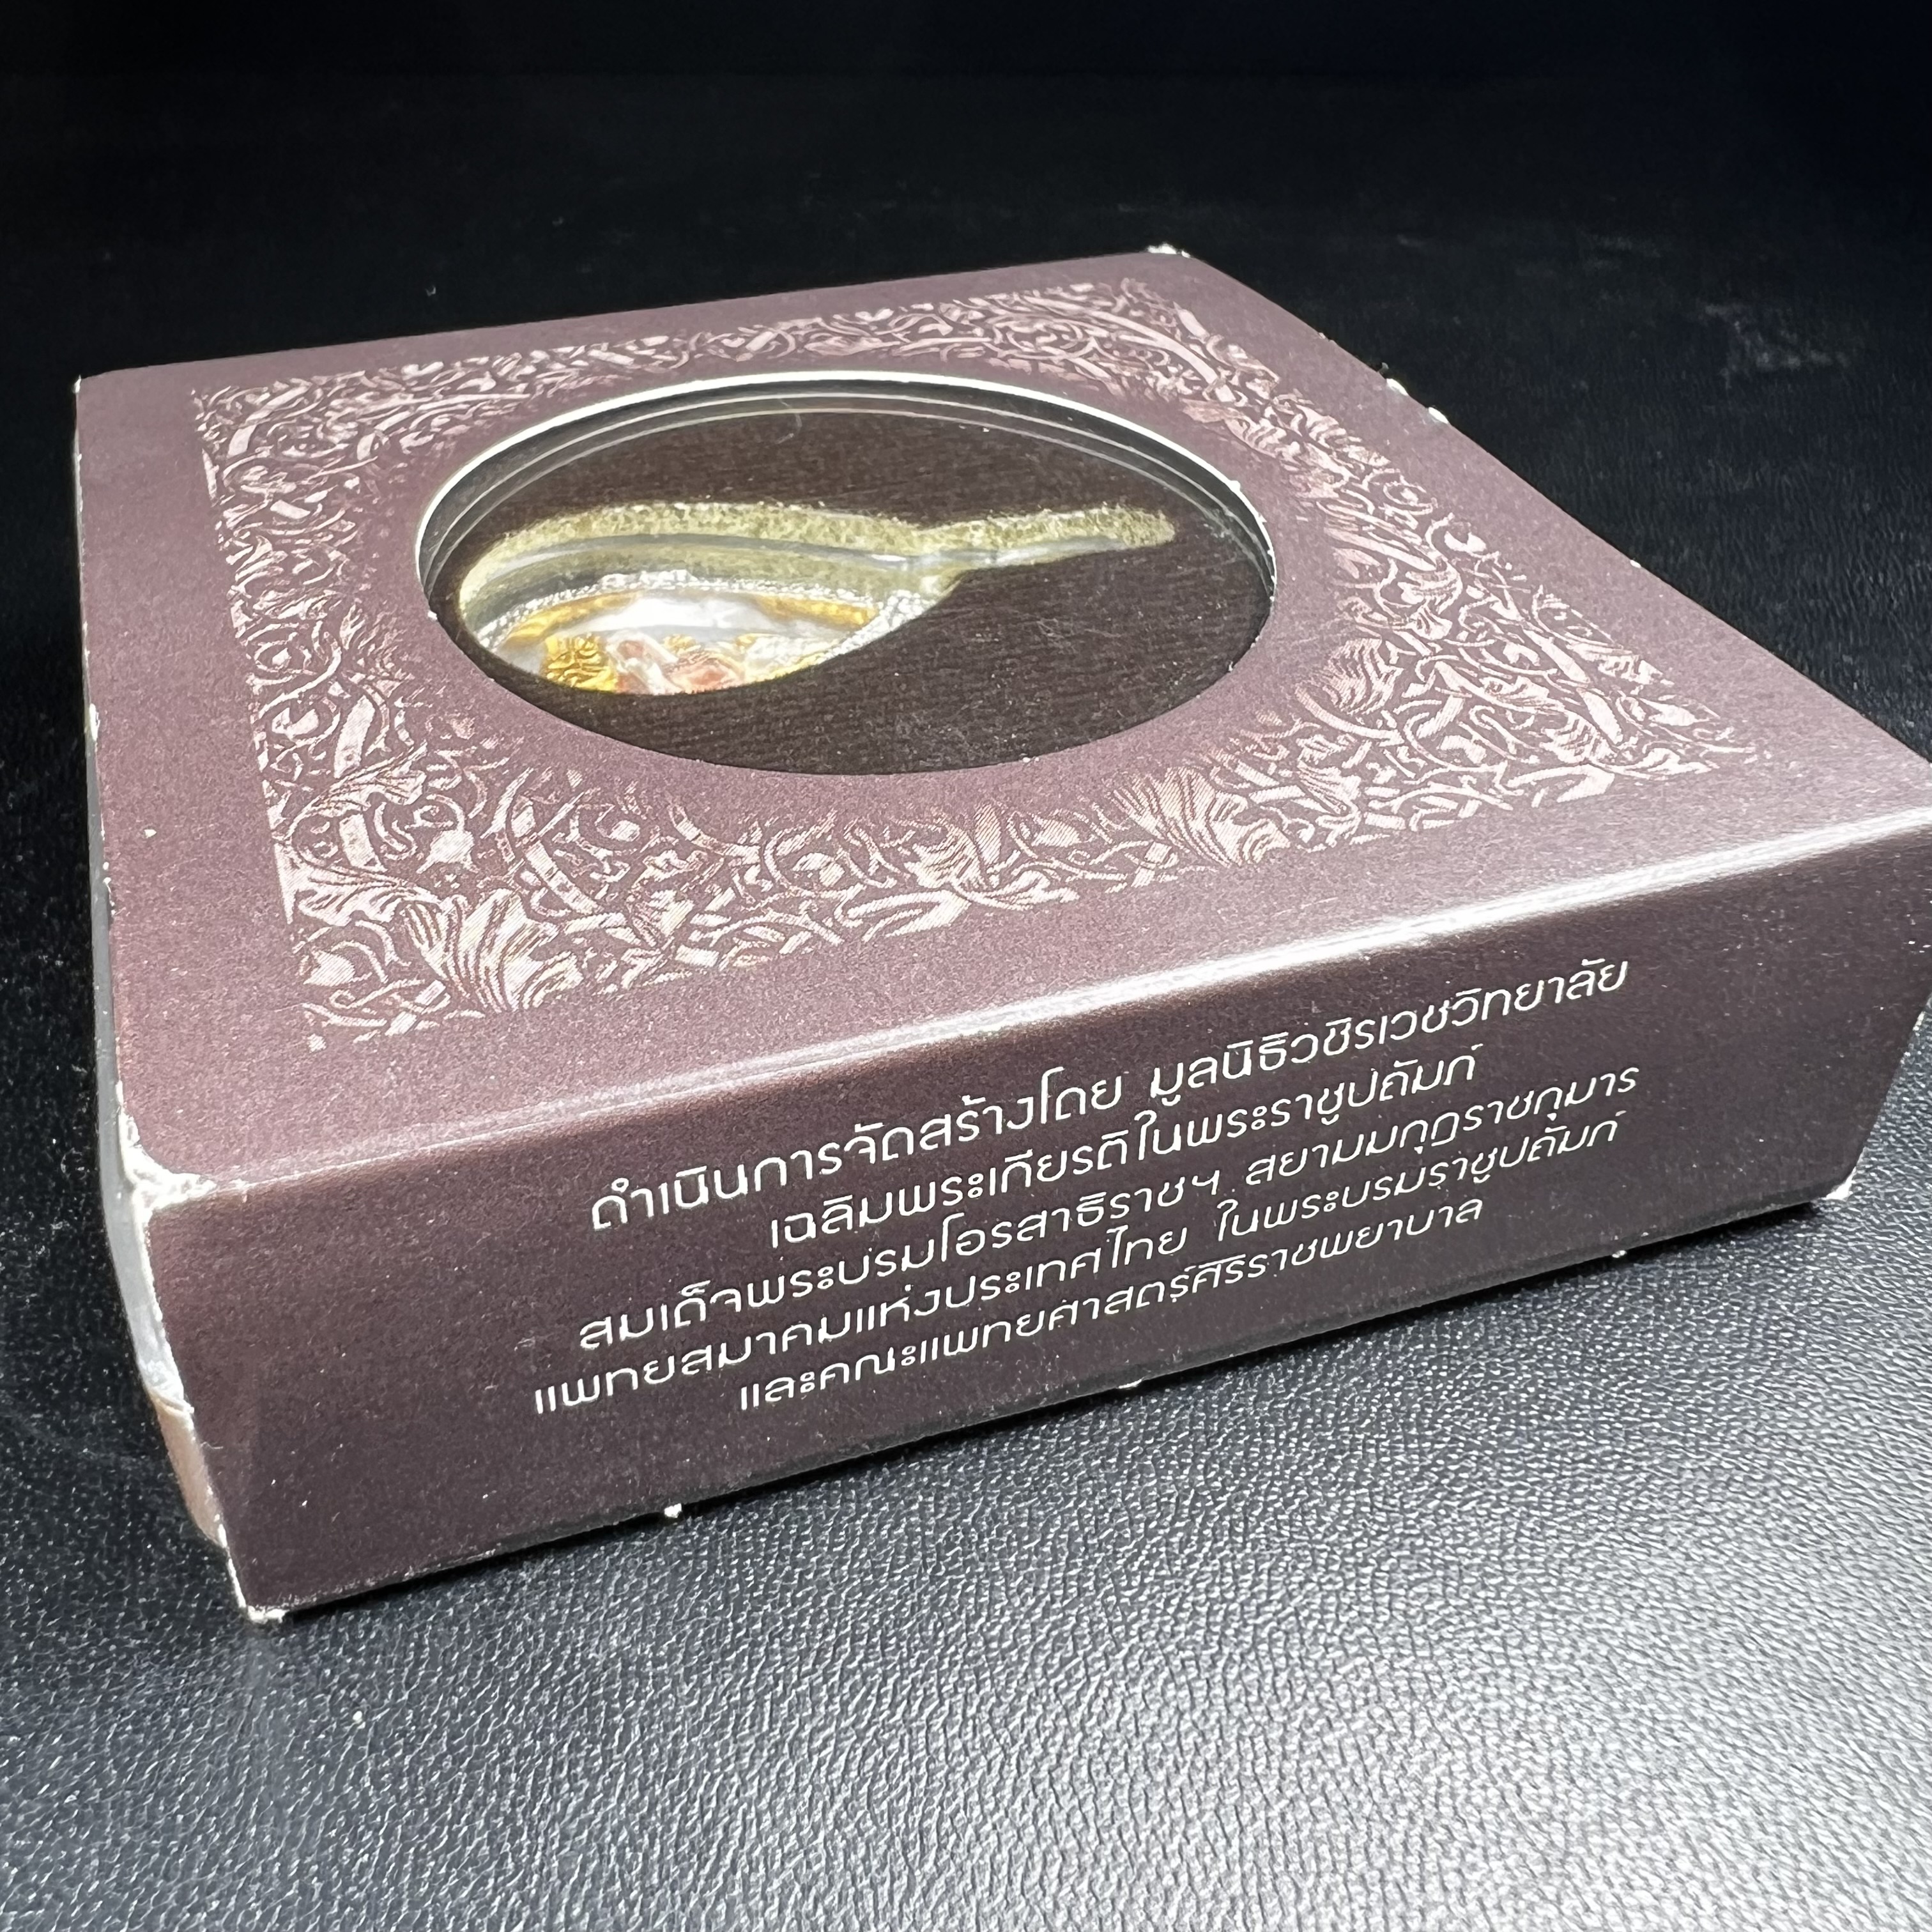 ดำเนินการจัดสร้างโดย มูลนิธิวชิรเวชวิทยาลัย
เฉลิมพระเกียรติในพระราชูปถัมภ์
สมเด็จพระบรมโอรสาธิราชฯ สยามมกุฎราชกุมาร
แพทยสมาคมแห่งประเทศไทย ในพระบรมราชูปถัมภ์
และคณะแพทยศาสตร์ศิริราชพยาบาล